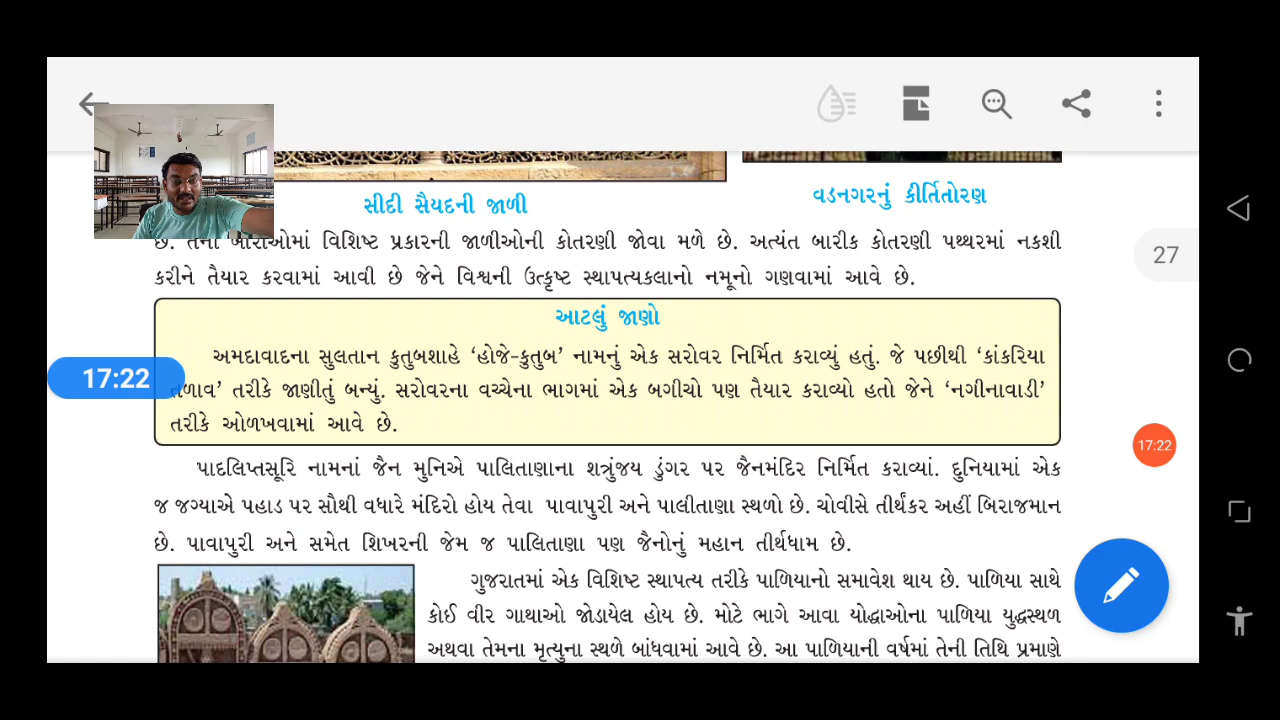 27
સીદી સૈયદની જાળી
વડનગરનું કીર્તિતોરણ
છે. તેની બારીઓમાં વિશિષ્ટ પ્રકારની જાળીઓની કોતરણી જોવા મળે છે. અત્યંત બારીક કોતરણી પથ્થરમાં નકશી
કરીને તૈયાર કરવામાં આવી છે જેને વિશ્વની ઉત્કૃષ્ટ સ્થાપત્યકલાનો નમૂનો ગણવામાં આવે છે.
આટલું જાણો
અમદાવાદના સુલતાન કુતુબશાહે ‘હોજે-કુતુબ’ નામનું એક સરોવર નિર્મિત કરાવ્યું હતું. જે પછીથી ‘કાંકરિયા
તળાવ’ તરીકે જાણીતું બન્યું. સરોવરના વચ્ચેના ભાગમાં એક બગીચો પણ તૈયાર કરાવ્યો હતો જેને ‘નગીનાવાડી’
તરીકે ઓળખવામાં આવે છે.
17:22
17:22
પાદલિપ્તસૂરિ નામનાં જૈન મુનિએ પાલિતાણાના શત્રુંજય ડુંગર પર જૈનમંદિર નિર્મિત કરાવ્યાં. દુનિયામાં એક
જ જગ્યાએ પહાડ પર સૌથી વધારે મંદિરો હોય તેવા પાવાપુરી અને પાલીતાણા સ્થળો છે. ચોવીસે તીર્થંકર અહીં બિરાજમાન
છે. પાવાપુરી અને સમેત શિખરની જેમ જ પાલિતાણા પણ જૈનોનું મહાન તીર્થધામ છે.
ગુજરાતમાં એક વિશિષ્ટ સ્થાપત્ય તરીકે પાળિયાનો સમાવેશ થાય છે. પાળિયા સાથે
કોઈ વીર ગાથાઓ જોડાયેલ હોય છે. મોટે ભાગે આવા યોદ્ધાઓના પાળિયા યુદ્ધસ્થળ
અથવા તેમના મૃત્યુના સ્થળે બાંધવામાં આવે છે. આ પાળિયાની વર્ષમાં તેની તિથિ પ્રમાણે